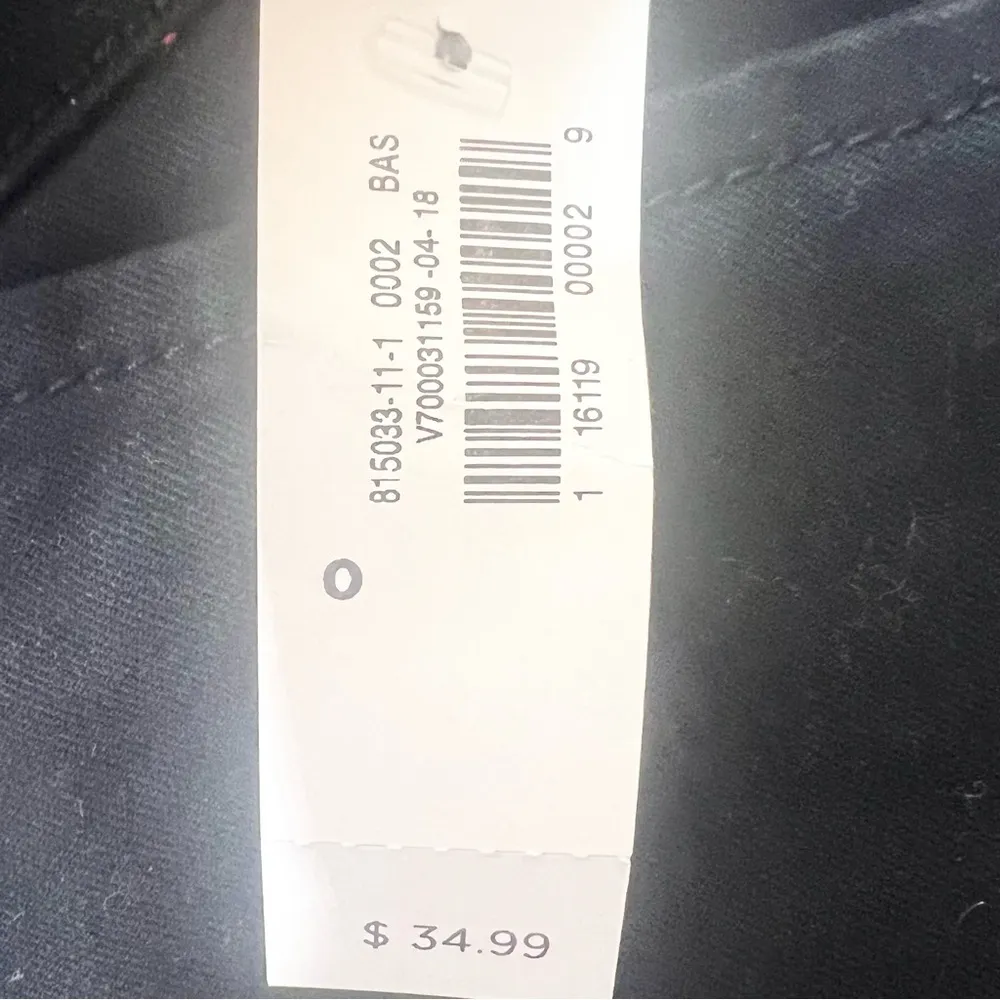 815033-11-1 0002 BAS
V700031159-04-18
1 16119 00002 9
0
$ 34.99